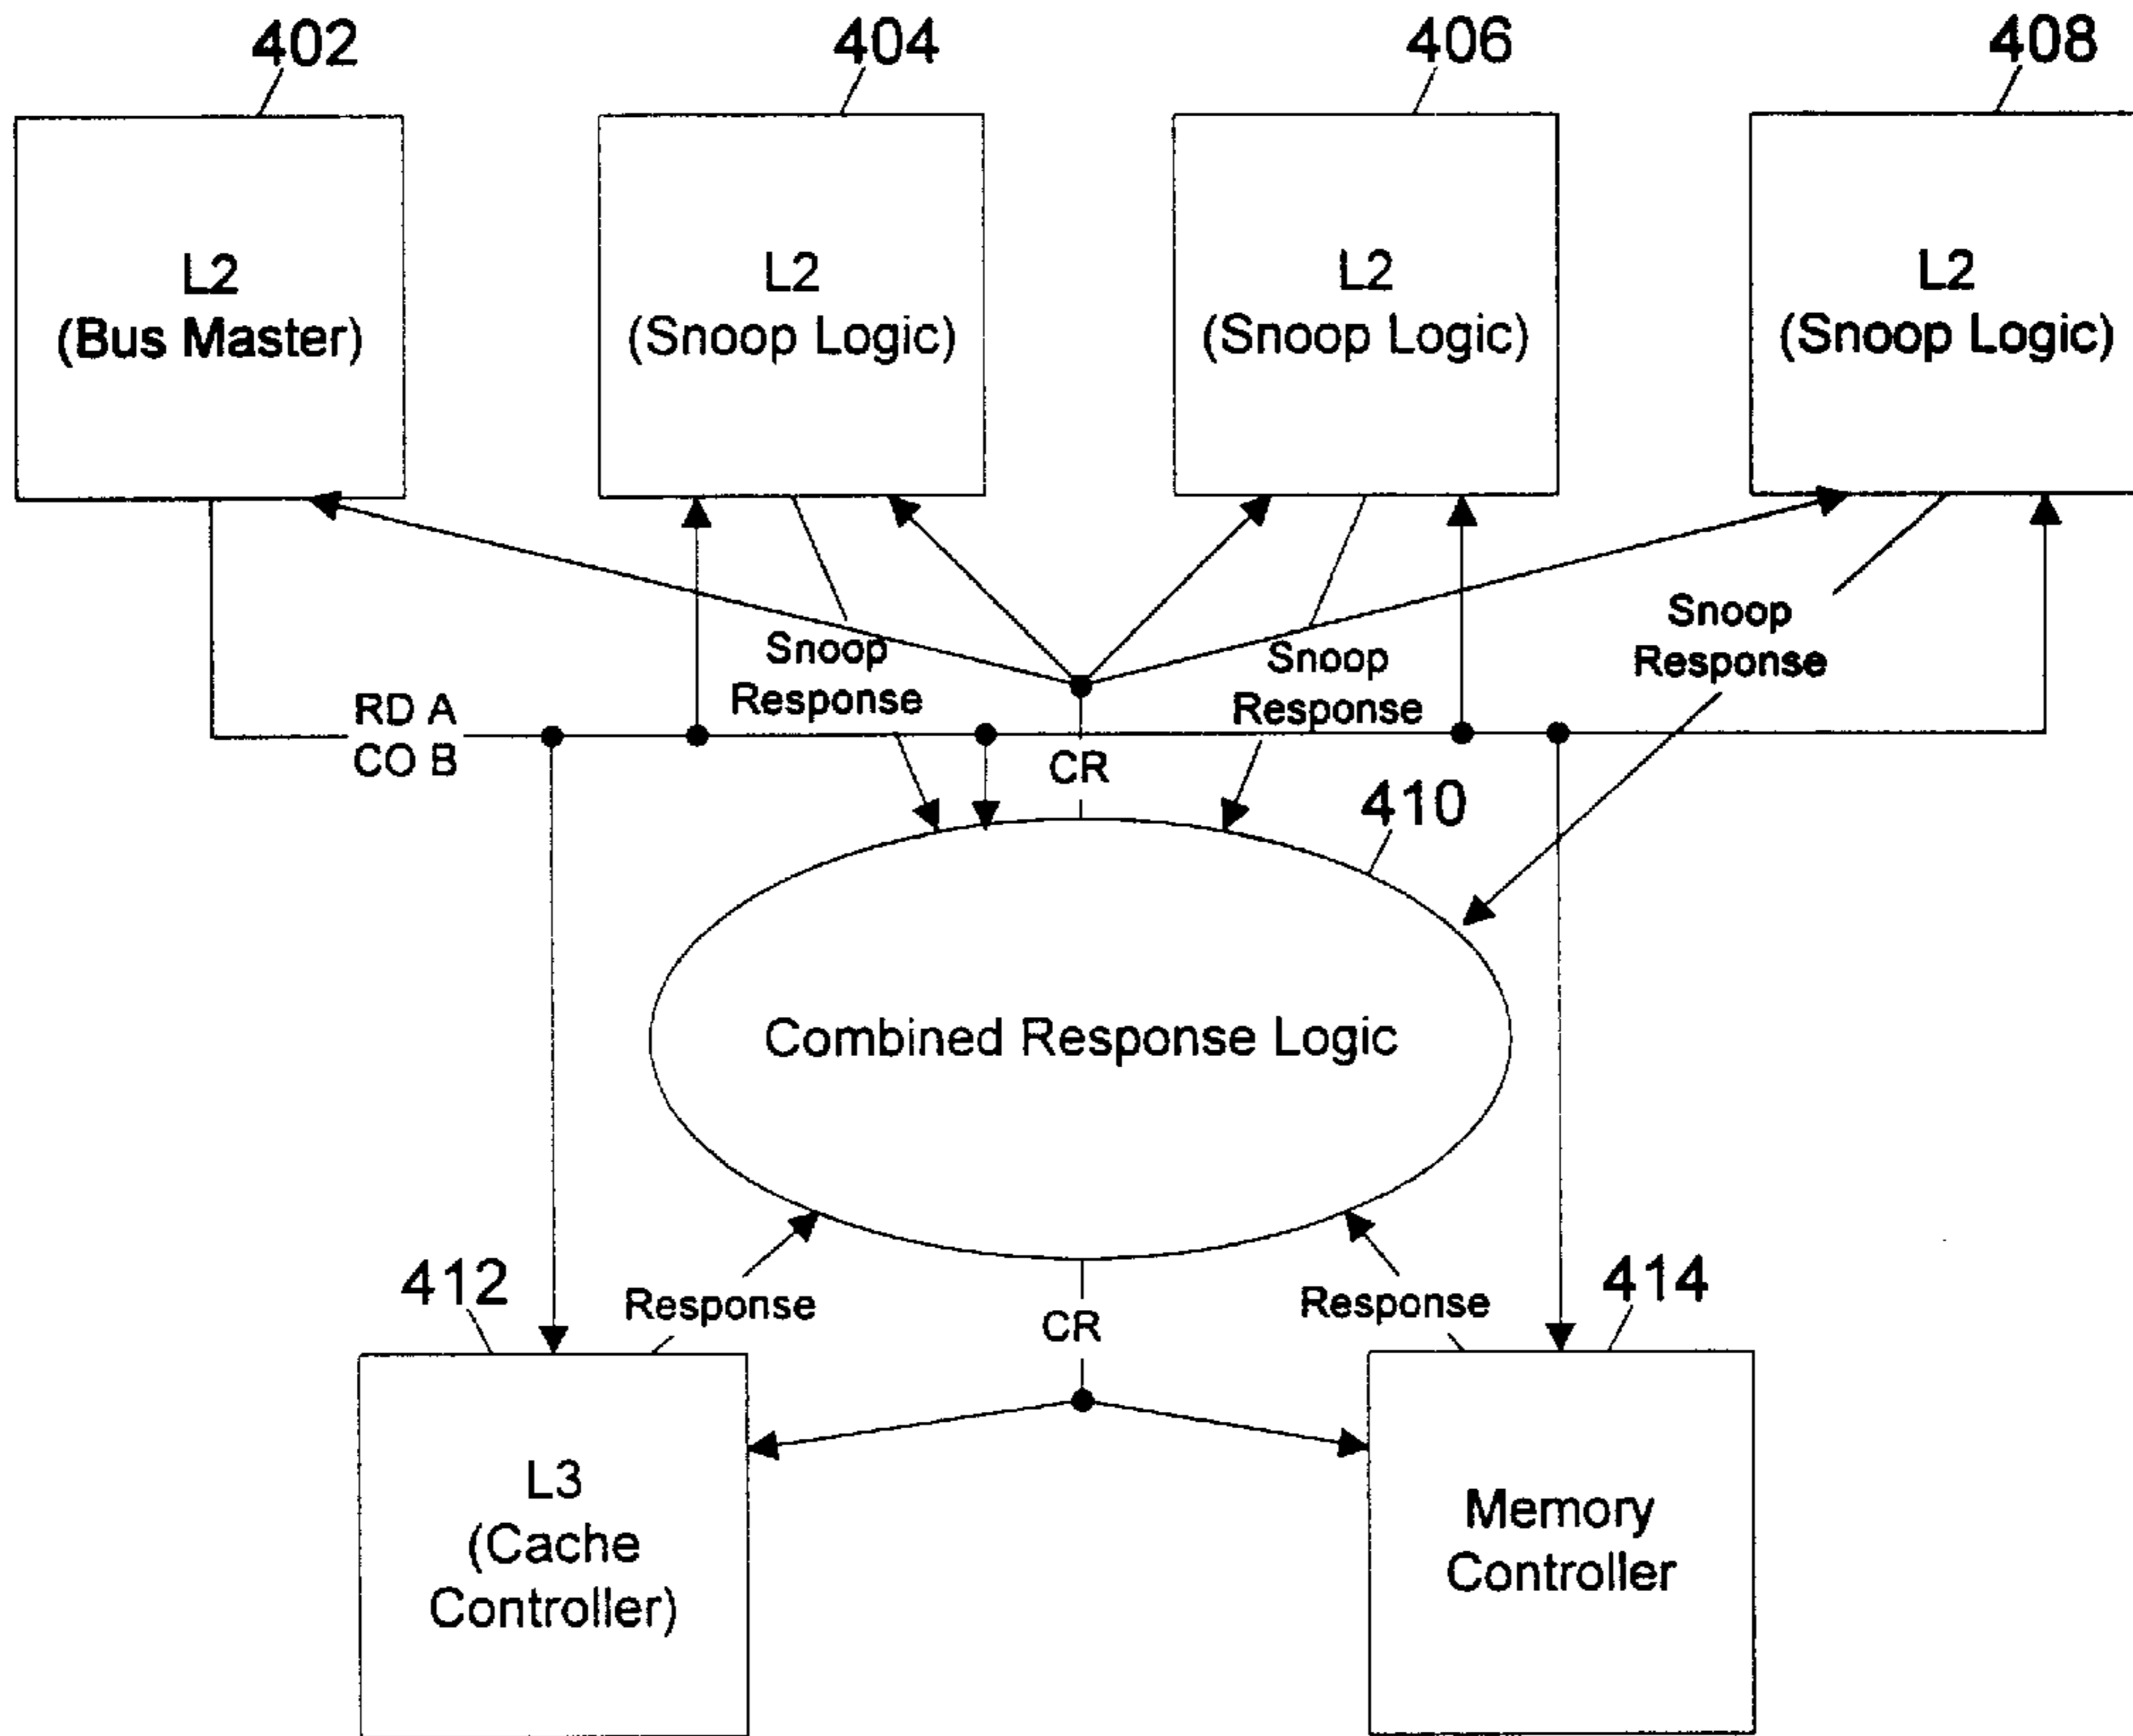 402
404
406
408
L2
(Bus Master)
L2
(Snoop Logic)
L2
(Snoop Logic)
L2
(Snoop Logic)
Snoop
Response
Snoop
Response
Snoop
Response
RD A
CO B
CR
410
Combined Response Logic
412
Response
CR
Response
414
L3
(Cache
Controller)
Memory
Controller